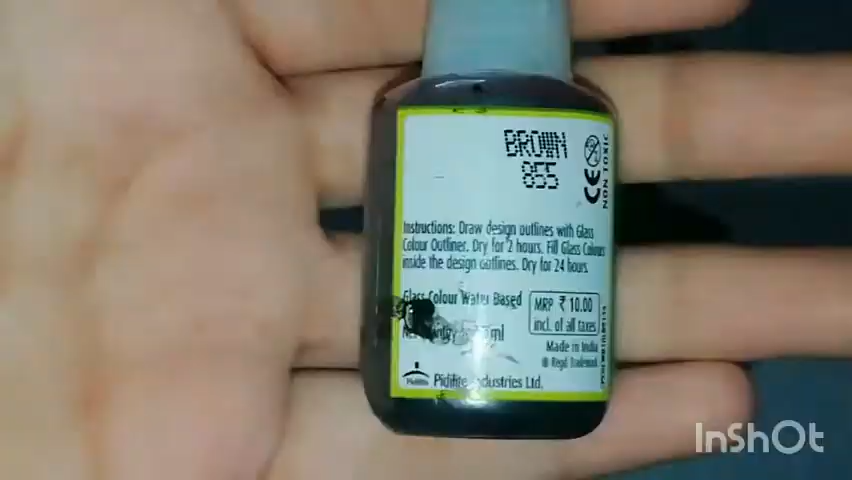 BROWN
855
CE
NON TOXIC
Instructions: Draw design outlines with Glass
Colour Outliner. Dry for 2 hours. Fill Glass Colours
inside the design outlines. Dry for 24 hours.
Glass Colour Water Based
MRP ₹ 10.00
incl. of all taxes
Made in India
® Regd. Trademark
Pidilite
Pidilite Industries Ltd.
InShOt